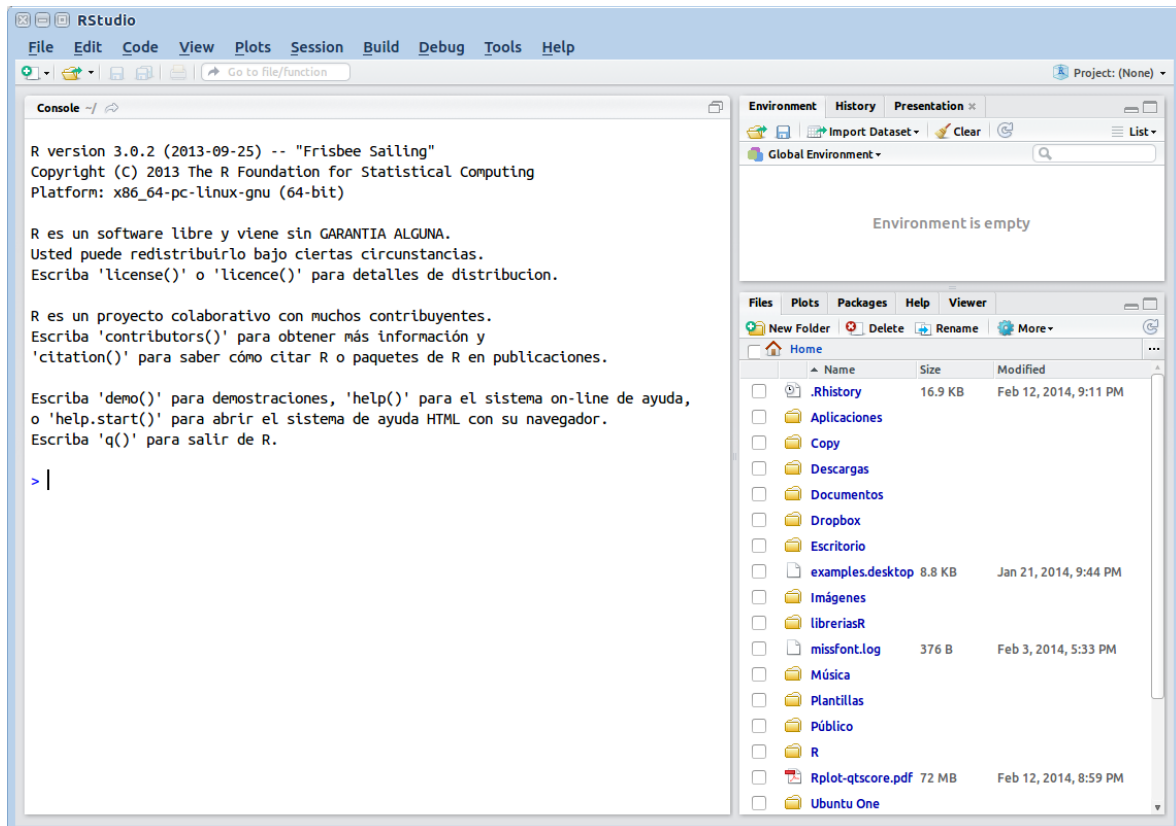 RStudio
File Edit Code View Plots Session Build Debug Tools Help
Go to file/function
Project: (None)
Console ~/
R version 3.0.2 (2013-09-25) -- "Frisbee Sailing"
Copyright (C) 2013 The R Foundation for Statistical Computing
Platform: x86_64-pc-linux-gnu (64-bit)
R es un software libre y viene sin GARANTIA ALGUNA.
Usted puede redistribuirlo bajo ciertas circunstancias.
Escriba 'license()' o 'licence()' para detalles de distribucion.
R es un proyecto colaborativo con muchos contribuyentes.
Escriba 'contributors()' para obtener más información y
'citation()' para saber cómo citar R o paquetes de R en publicaciones.
Escriba 'demo()' para demostraciones, 'help()' para el sistema on-line de ayuda,
o 'help.start()' para abrir el sistema de ayuda HTML con su navegador.
Escriba 'q()' para salir de R.
>
Environment History Presentation
Import Dataset Clear List
Global Environment
Environment is empty
Files Plots Packages Help Viewer
New Folder Delete Rename More
Home ...
Name Size Modified
.Rhistory 16.9 KB Feb 12, 2014, 9:11 PM
Aplicaciones
Copy
Descargas
Documentos
Dropbox
Escritorio
examples.desktop 8.8 KB Jan 21, 2014, 9:44 PM
Imágenes
libreriasR
missfont.log 376 B Feb 3, 2014, 5:33 PM
Música
Plantillas
Público
R
Rplot-qtscore.pdf 72 MB Feb 12, 2014, 8:59 PM
Ubuntu One